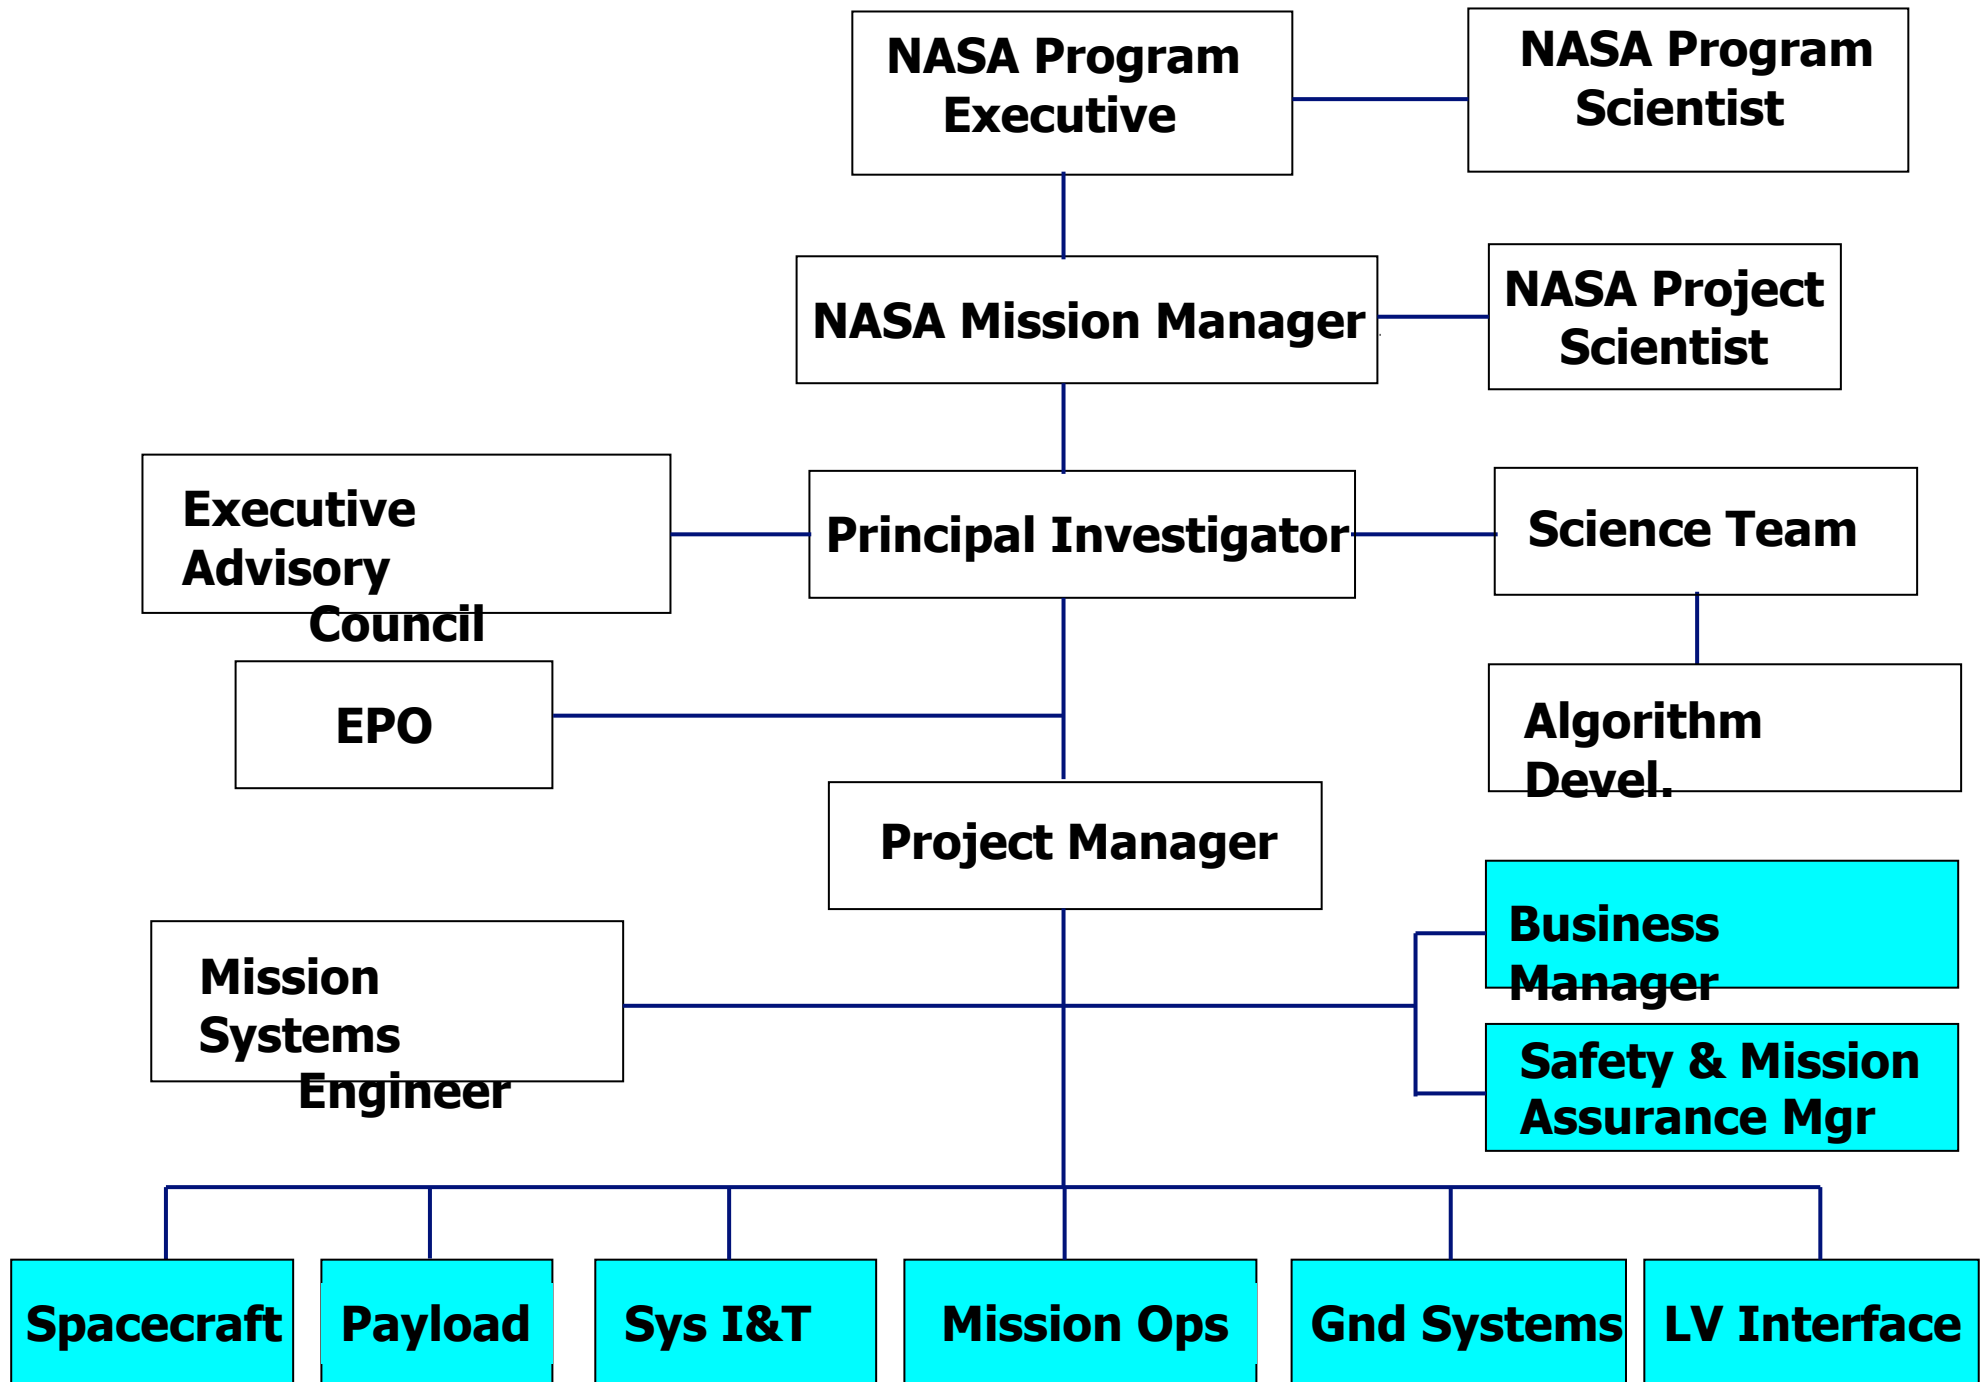 NASA Program
Executive
NASA Program
Scientist
NASA Mission Manager
NASA Project
Scientist
Executive
Advisory
Council
Principal Investigator
Science Team
EPO
Algorithm
Devel.
Project Manager
Business
Manager
Mission
Systems
Engineer
Safety & Mission
Assurance Mgr
Spacecraft
Payload
Sys I&T
Mission Ops
Gnd Systems
LV Interface